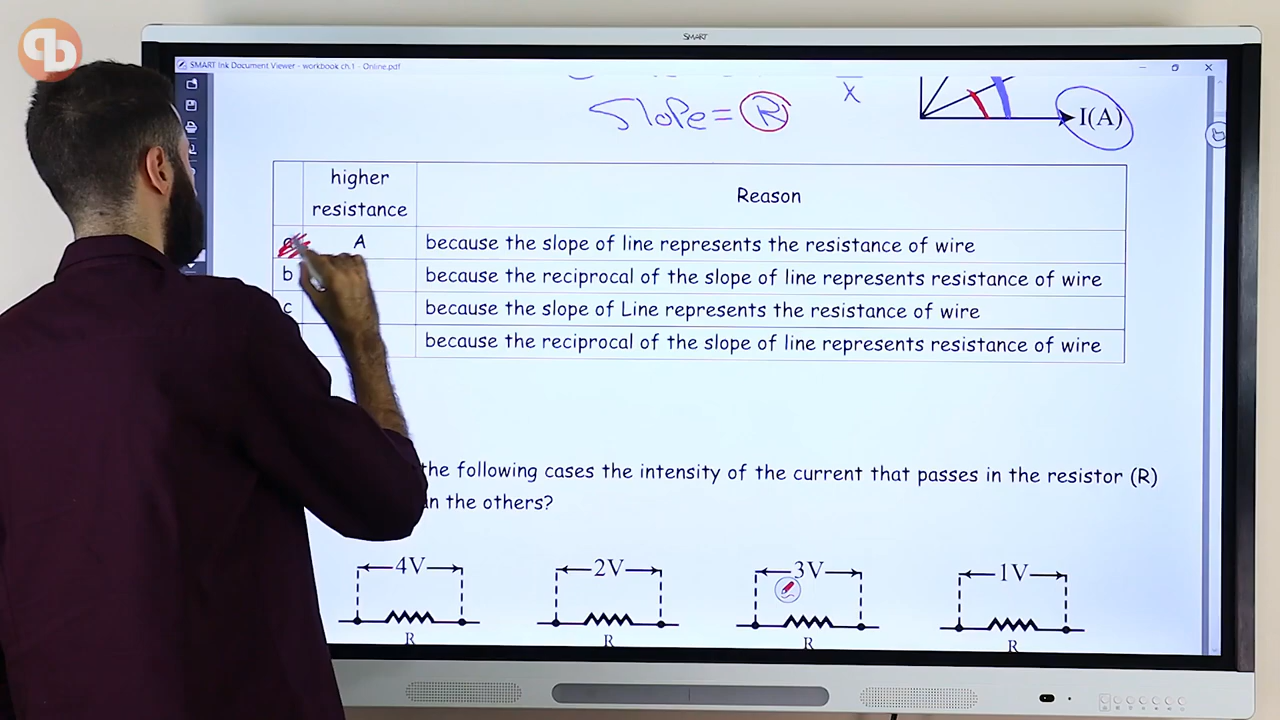 SMART
SMART Ink Document Viewer - workbook ch.1 - Online.pdf
Slope = R
x
I(A)
higher resistance
Reason
A
because the slope of line represents the resistance of wire
b
because the reciprocal of the slope of line represents resistance of wire
c
because the slope of Line represents the resistance of wire
because the reciprocal of the slope of line represents resistance of wire
the following cases the intensity of the current that passes in the resistor (R)
the others?
4V
2V
3V
1V
R
R
R
R